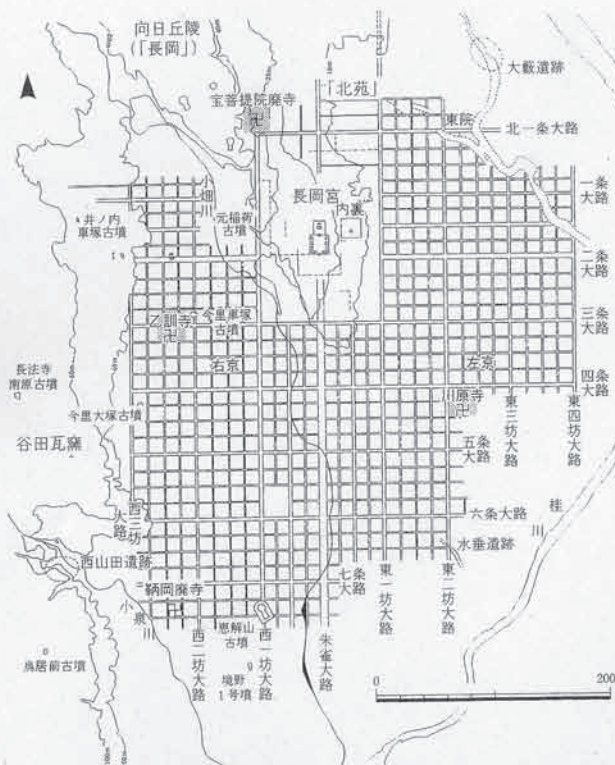 向日丘陵
(「長岡」)
大藪遺跡
宝菩提院廃寺
「北苑」
東院
北一条大路
小畑川
長岡宮
内裏
一条
大路
元稲荷
古墳
井ノ内
車塚古墳
二条
大路
乙訓寺
今里車塚
古墳
三条
大路
右京
左京
長法寺
南原古墳
四条
大路
川原寺
今里大塚古墳
東三坊大路
東四坊大路
谷田瓦窯
五条
大路
西三坊
大路
六条大路
桂川
水垂遺跡
西山田遺跡
七条
大路
東一坊大路
東二坊大路
鞆岡廃寺
小泉川
恵解山
古墳
西二坊大路
西一坊大路
朱雀大路
鳥居前古墳
境野
1号墳
0
200